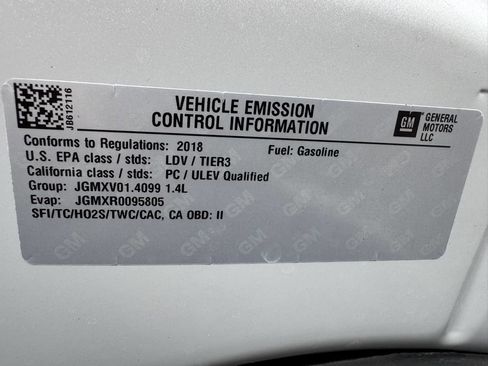 JB612116
VEHICLE EMISSION
CONTROL INFORMATION
GM
GENERAL
MOTORS
LLC
Conforms to Regulations: 2018 Fuel: Gasoline
U.S. EPA class / stds: LDV / TIER3
California class / stds: PC / ULEV Qualified
Group: JGMXV01.4099 1.4L
Evap: JGMXR0095805
SFI/TC/HO2S/TWC/CAC, CA OBD: II